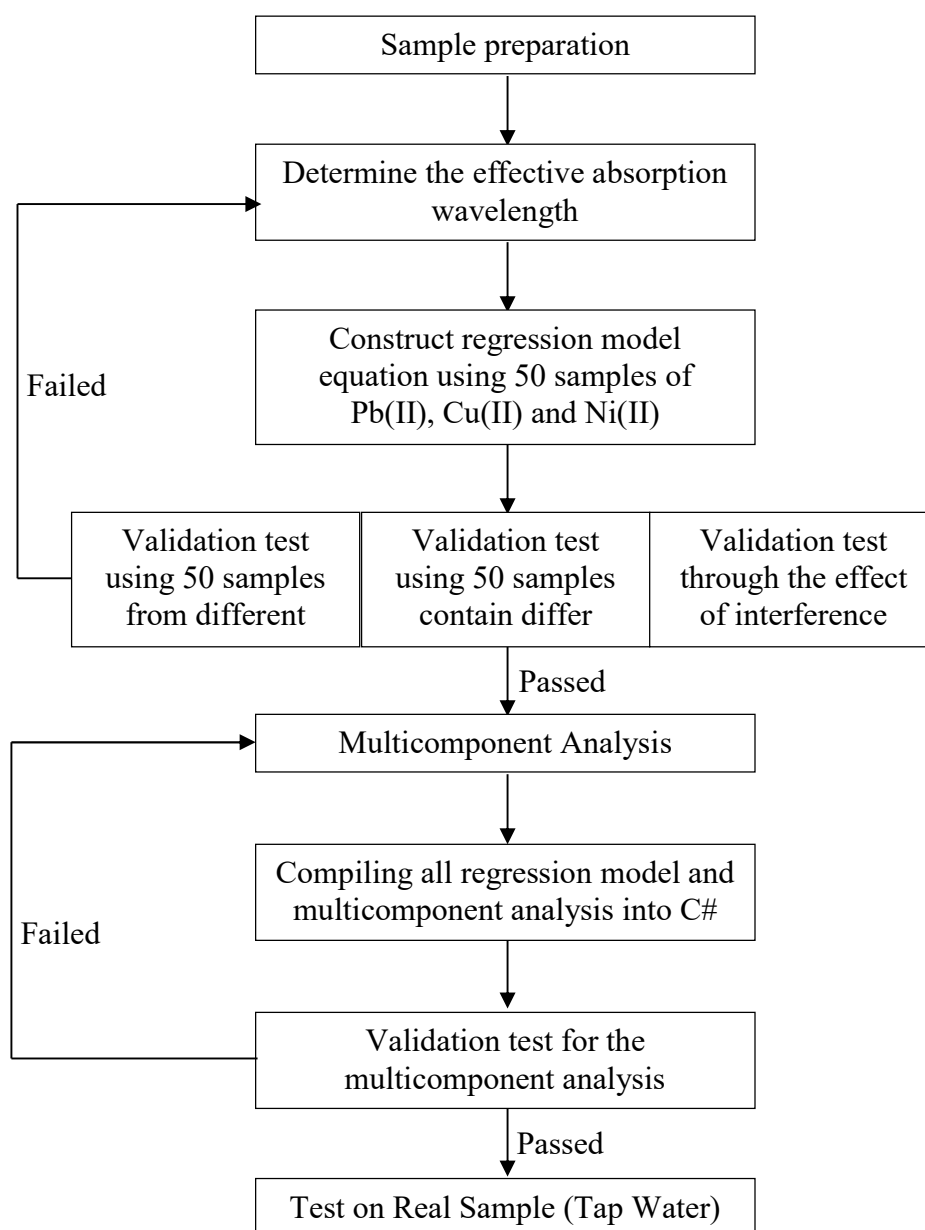 Sample preparation
Determine the effective absorption
wavelength
Construct regression model
equation using 50 samples of
Pb(II), Cu(II) and Ni(II)
Failed
Validation test
using 50 samples
from different
Validation test
using 50 samples
contain differ
Validation test
through the effect
of interference
Passed
Multicomponent Analysis
Compiling all regression model and
multicomponent analysis into C#
Failed
Validation test for the
multicomponent analysis
Passed
Test on Real Sample (Tap Water)